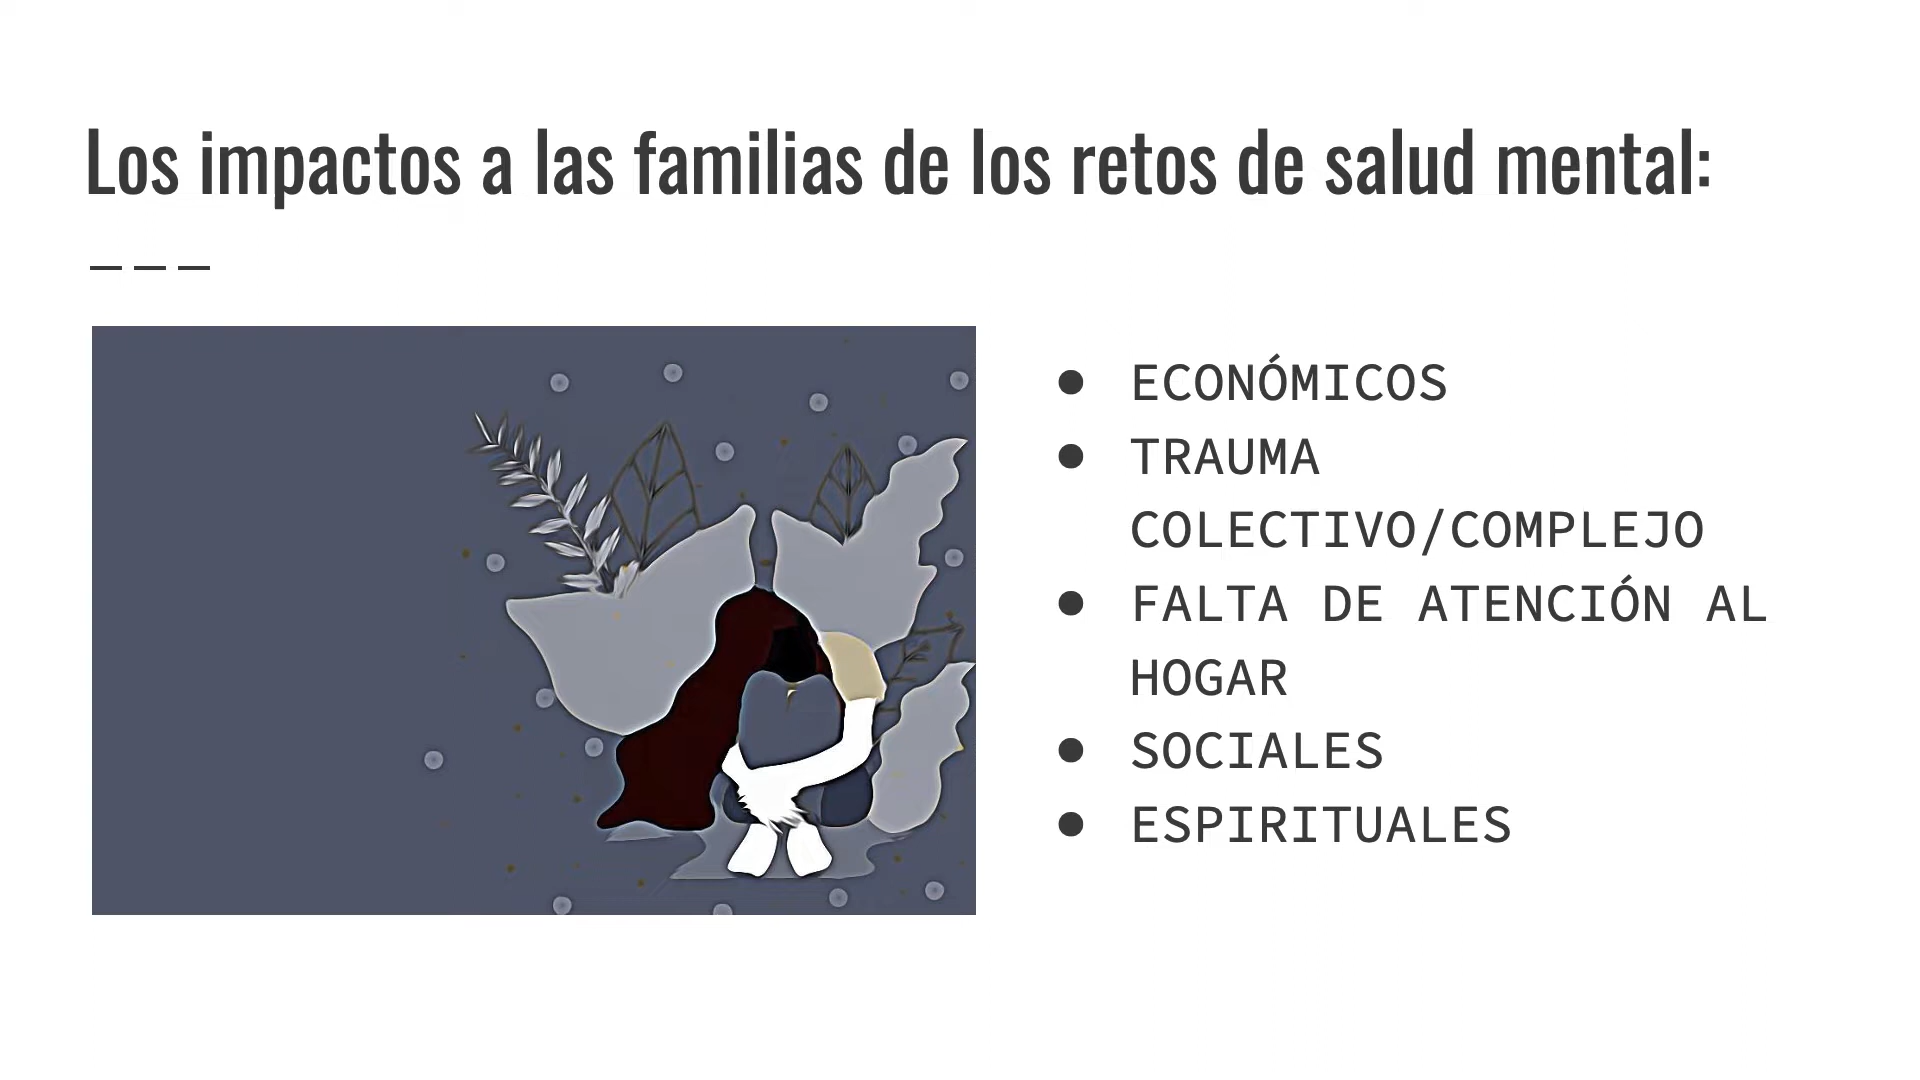 Los impactos a las familias de los retos de salud mental:
● ECONÓMICOS
● TRAUMA
COLECTIVO/COMPLEJO
● FALTA DE ATENCIÓN AL
HOGAR
● SOCIALES
● ESPIRITUALES